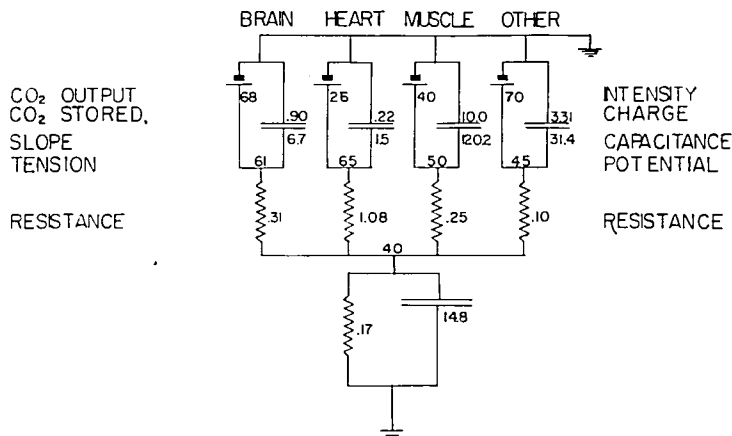 BRAIN HEART MUSCLE OTHER
68 26 40 70
CO₂ OUTPUT INTENSITY
CO₂ STORED, .90 .22 10.0 3.31 CHARGE
SLOPE 6.7 1.5 120.2 31.4 CAPACITANCE
TENSION 61 65 50 45 POTENTIAL
RESISTANCE .31 1.08 .25 .10 RESISTANCE
40
.17 14.8